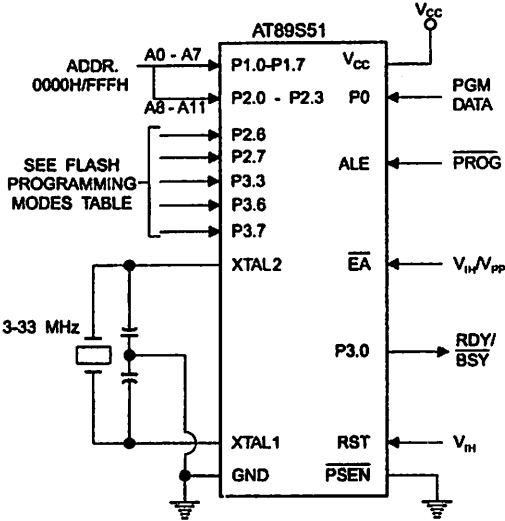 AT89S51
VCC
ADDR.
0000H/FFFH
A0 - A7
A8 - A11
P1.0-P1.7
VCC
P2.0 - P2.3
P0
PGM
DATA
P2.6
P2.7
P3.3
P3.6
P3.7
SEE FLASH
PROGRAMMING
MODES TABLE
ALE
PROG
XTAL2
EA
VIH/VPP
3-33 MHz
P3.0
RDY/
BSY
XTAL1
RST
VIH
GND
PSEN